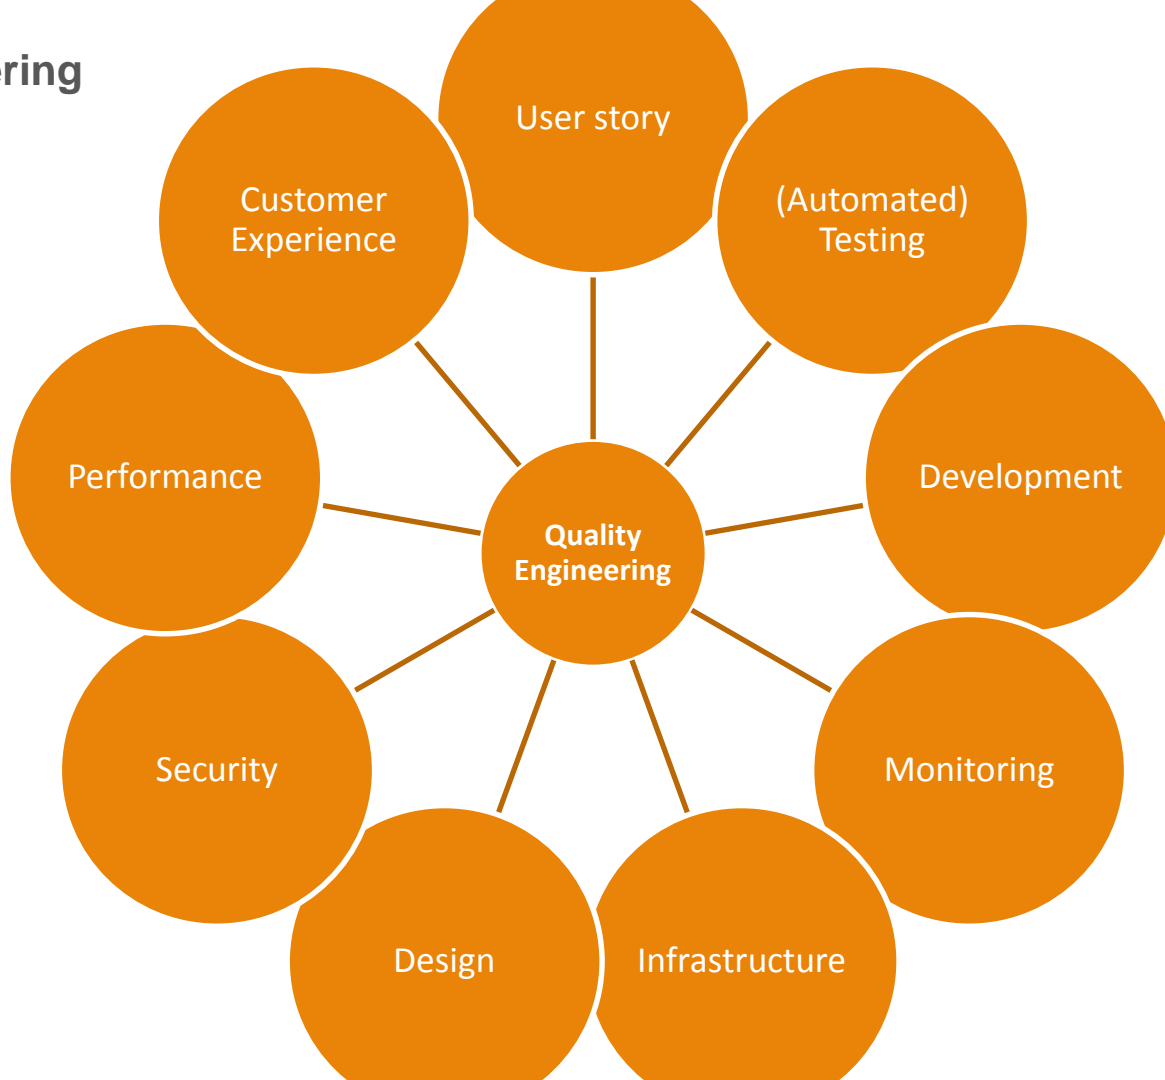 ering
User story
(Automated)
Testing
Development
Monitoring
Infrastructure
Design
Security
Performance
Customer
Experience
Quality
Engineering